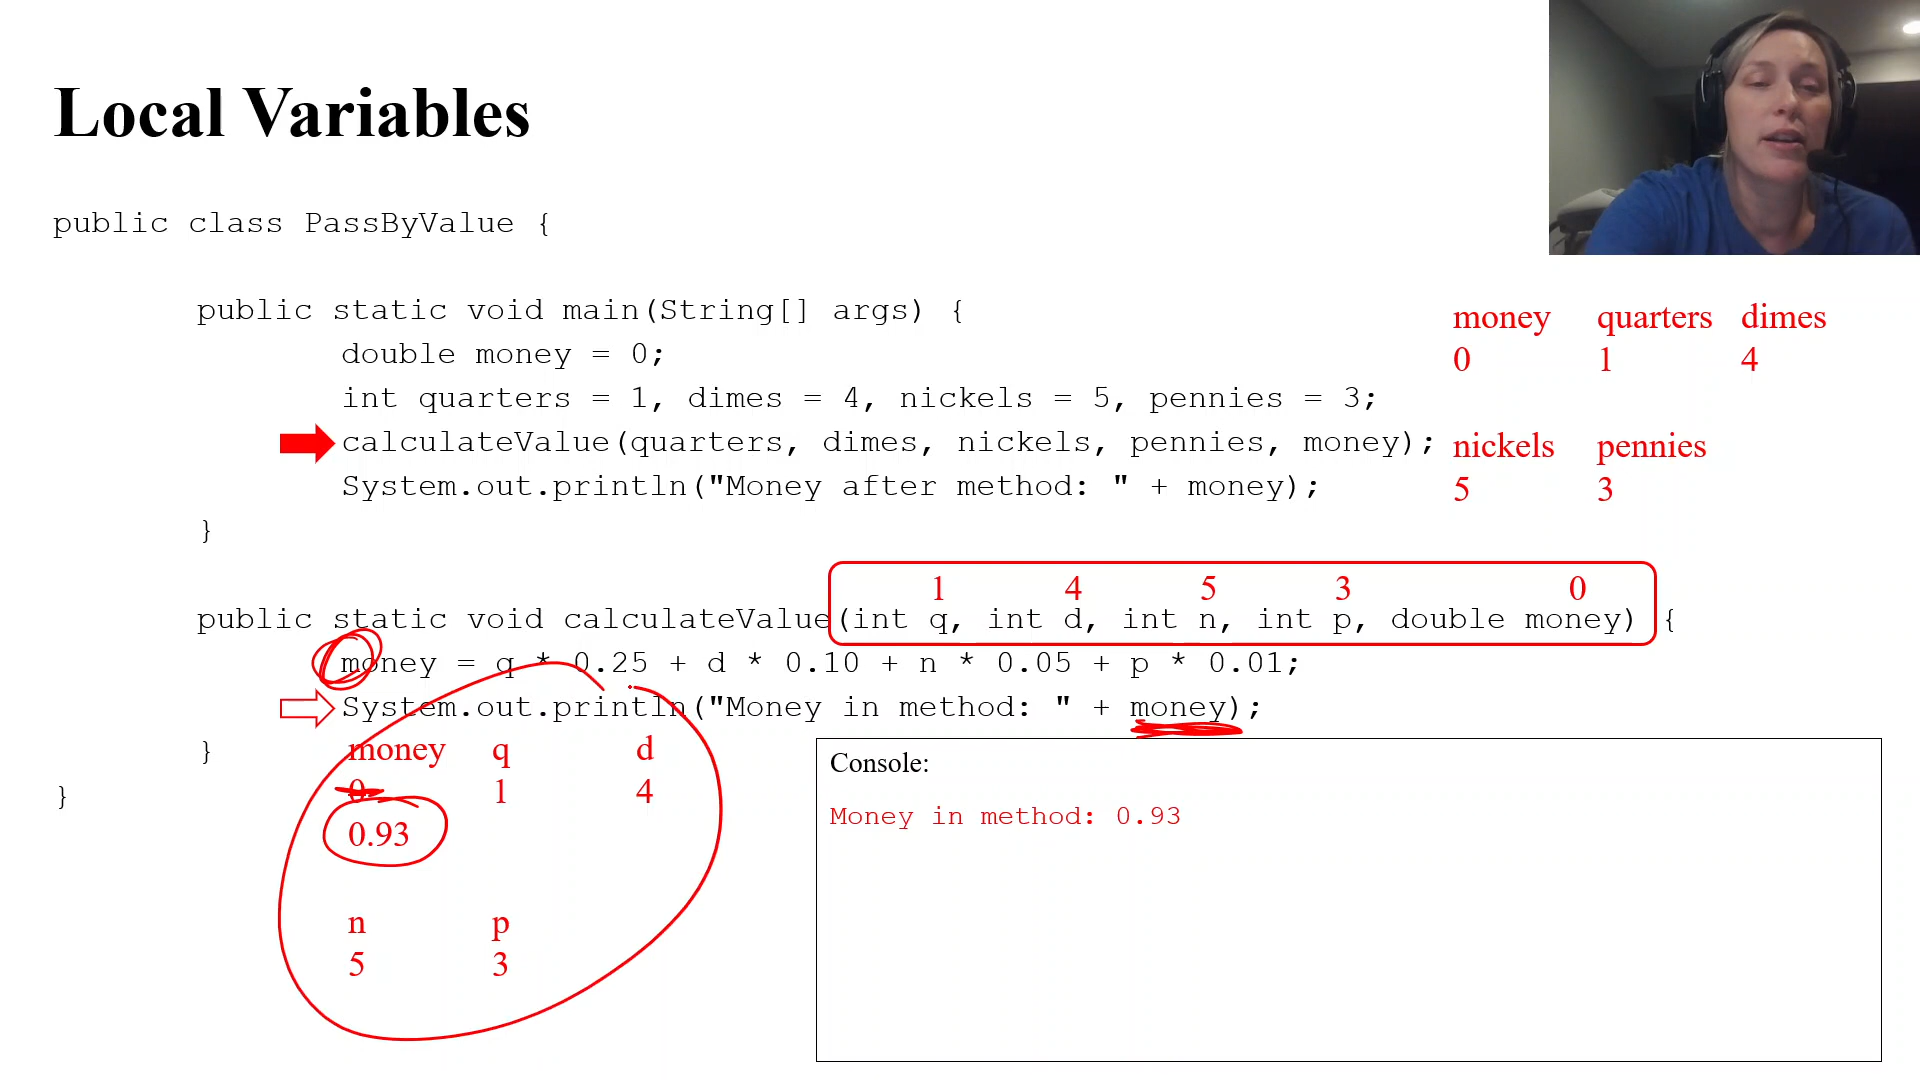 Local Variables
public class PassByValue {
public static void main(String[] args) {
double money = 0;
int quarters = 1, dimes = 4, nickels = 5, pennies = 3;
calculateValue(quarters, dimes, nickels, pennies, money);
System.out.println("Money after method: " + money);
}
money quarters dimes
0 1 4
nickels pennies
5 3
1 4 5 3 0
public static void calculateValue(int q, int d, int n, int p, double money) {
money = q * 0.25 + d * 0.10 + n * 0.05 + p * 0.01;
System.out.println("Money in method: " + money);
}
}
money q d
0 1 4
0.93
n p
5 3
Console:
Money in method: 0.93